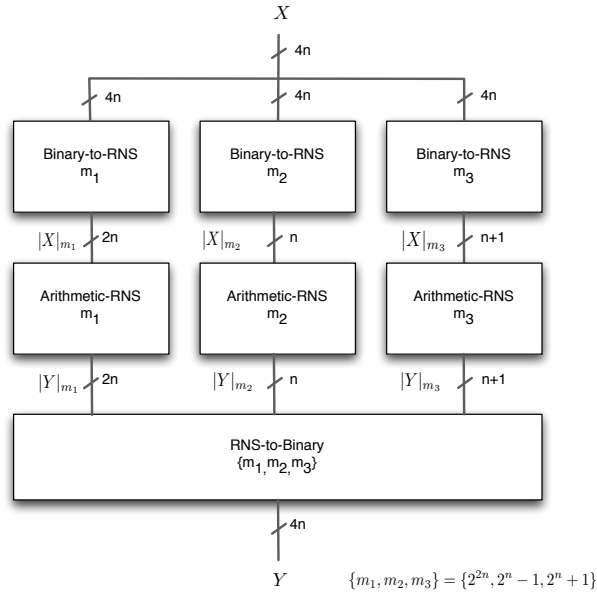 X
4n
4n 4n 4n
Binary-to-RNS m1
Binary-to-RNS m2
Binary-to-RNS m3
|X|m1 2n
|X|m2 n
|X|m3 n+1
Arithmetic-RNS m1
Arithmetic-RNS m2
Arithmetic-RNS m3
|Y|m1 2n
|Y|m2 n
|Y|m3 n+1
RNS-to-Binary
{m1,m2,m3}
4n
Y
{m1, m2, m3} = {2^{2n}, 2^n − 1, 2^n + 1}